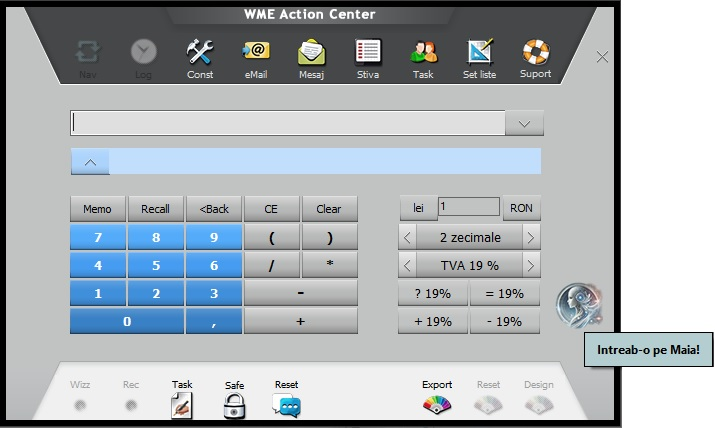 WME Action Center
Nav Log Const eMail Mesaj Stiva Task Set liste Suport
Memo Recall <Back CE Clear lei 1 RON
7 8 9 ( ) < 2 zecimale >
4 5 6 / * < TVA 19 % >
1 2 3 - ? 19% = 19%
0 , + + 19% - 19%
Intreab-o pe Maia!
Wizz Rec Task Safe Reset Export Reset Design